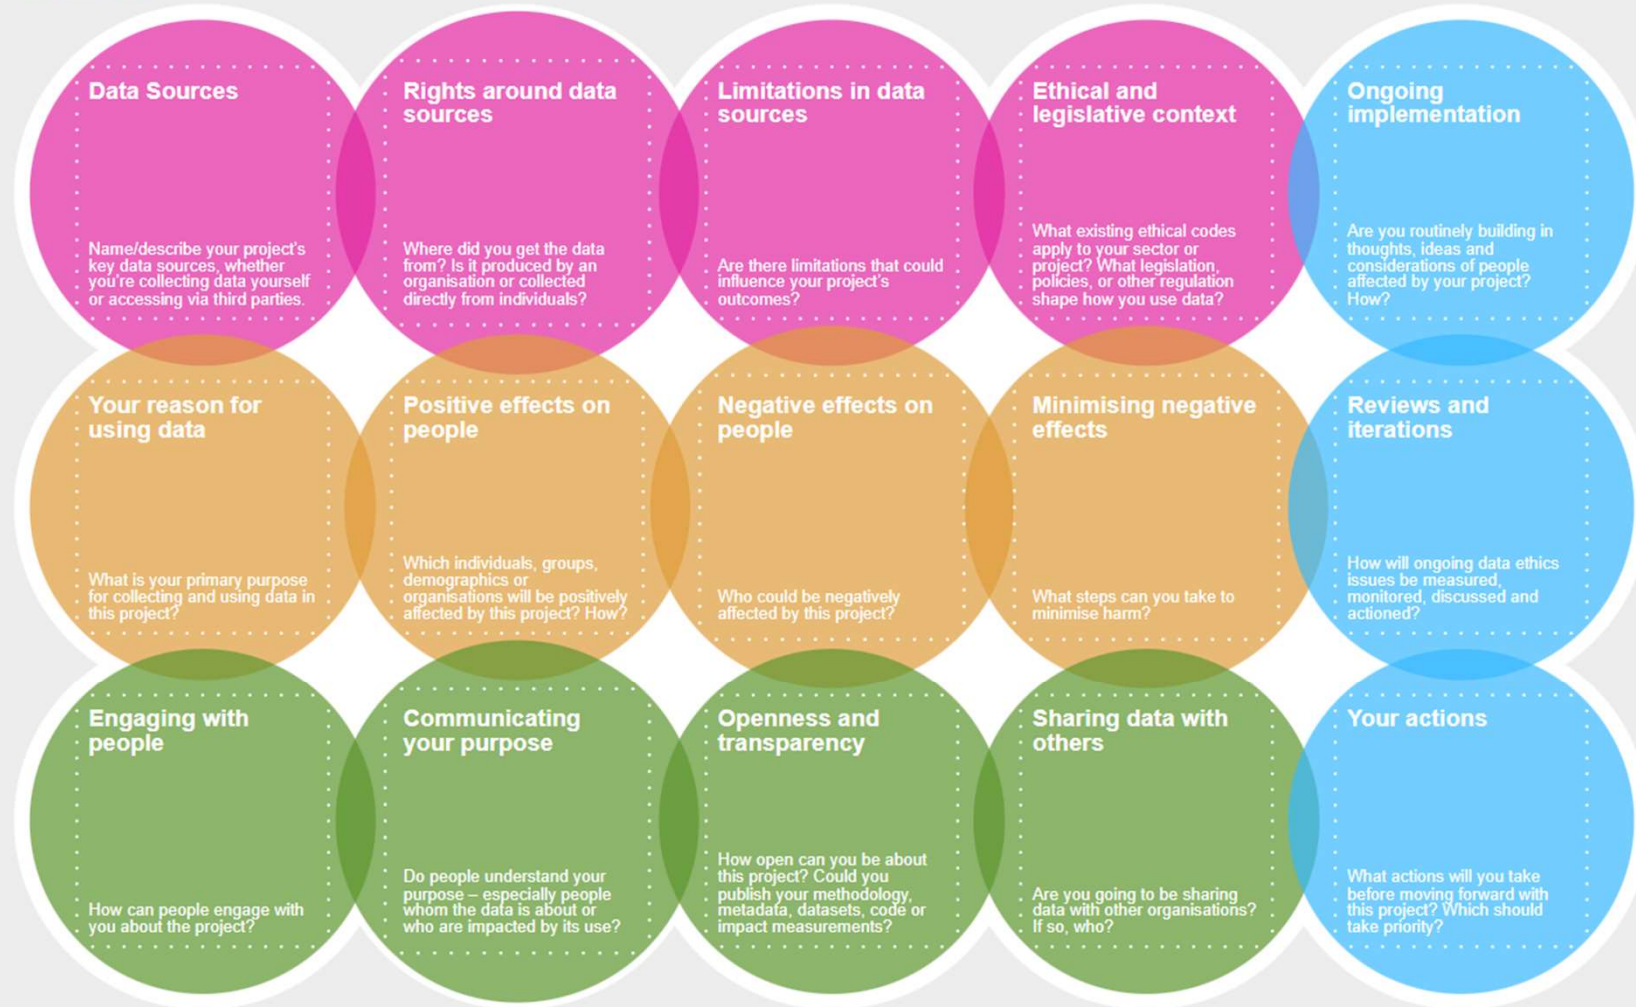 Data Sources
Name/describe your project's
key data sources, whether
you're collecting data yourself
or accessing via third parties.
Rights around data
sources
Where did you get the data
from? Is it produced by an
organisation or collected
directly from individuals?
Limitations in data
sources
Are there limitations that could
influence your project's
outcomes?
Ethical and
legislative context
What existing ethical codes
apply to your sector or
project? What legislation,
policies, or other regulation
shape how you use data?
Ongoing
implementation
Are you routinely building in
thoughts, ideas and
considerations of people
affected by your project?
How?
Your reason for
using data
What is your primary purpose
for collecting and using data in
this project?
Positive effects on
people
Which individuals, groups,
demographics or
organisations will be positively
affected by this project? How?
Negative effects on
people
Who could be negatively
affected by this project?
Minimising negative
effects
What steps can you take to
minimise harm?
Reviews and
iterations
How will ongoing data ethics
issues be measured,
monitored, discussed and
actioned?
Engaging with
people
How can people engage with
you about the project?
Communicating
your purpose
Do people understand your
purpose – especially people
whom the data is about or
who are impacted by its use?
Openness and
transparency
How open can you be about
this project? Could you
publish your methodology,
metadata, datasets, code or
impact measurements?
Sharing data with
others
Are you going to be sharing
data with other organisations?
If so, who?
Your actions
What actions will you take
before moving forward with
this project? Which should
take priority?